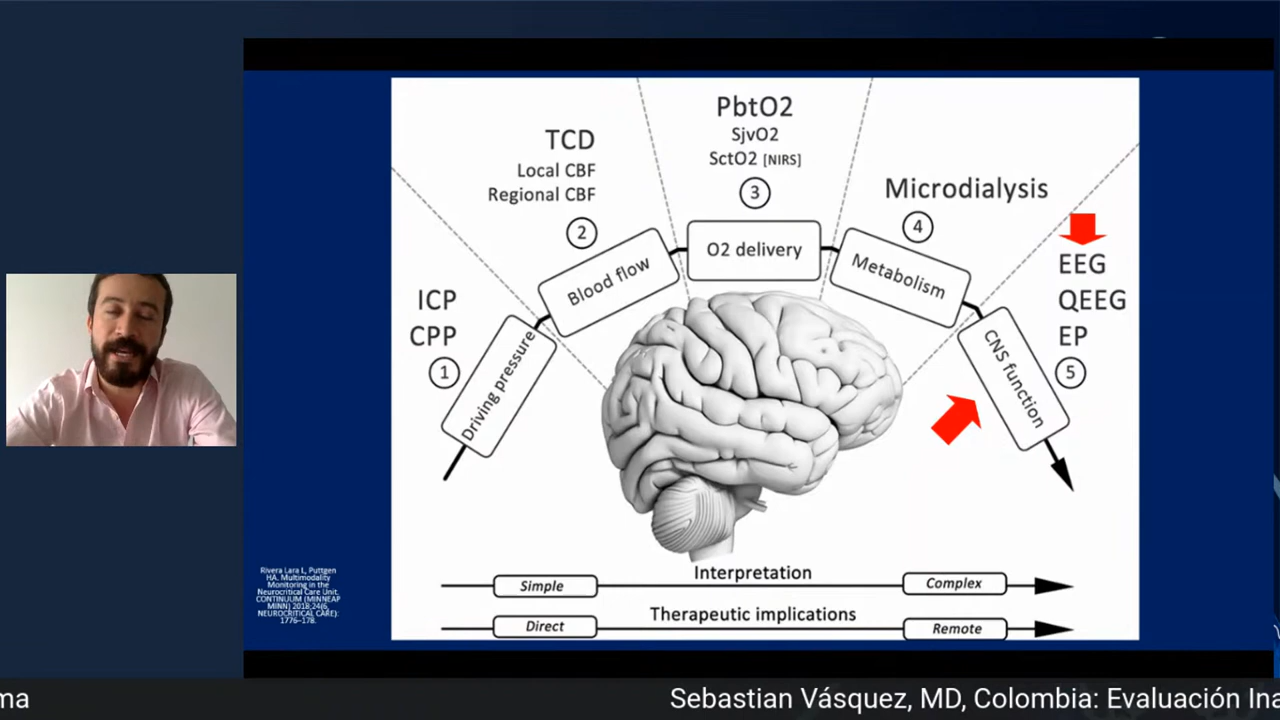 PbtO2
SjvO2
SctO2 [NIRS]
3
O2 delivery
TCD
Local CBF
Regional CBF
2
Blood flow
Microdialysis
4
Metabolism
ICP
CPP
1
Driving pressure
EEG
QEEG
EP
5
CNS function
Interpretation
Simple
Complex
Therapeutic implications
Direct
Remote
Rivera Lara L, Puttgen
HA. Multimodality
Monitoring in the
Neurocritical Care Unit.
CONTINUUM (MINNEAP
MINN) 2018;24(6,
NEUROCRITICAL CARE):
1776–178.
ma
Sebastian Vásquez, MD, Colombia: Evaluación Ina